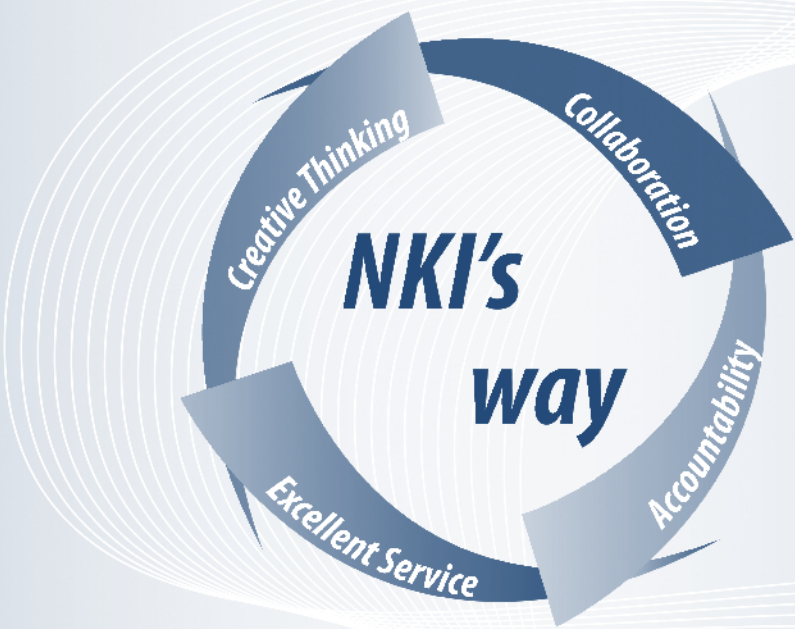 Creative Thinking
Collaboration
NKI's
way
Accountability
Excellent Service